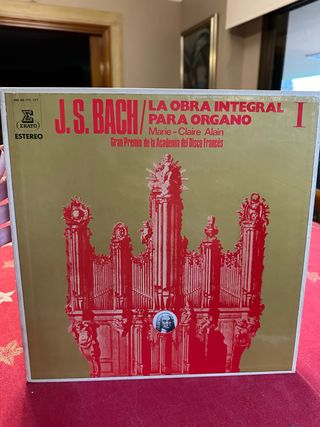 ERATO
ESTEREO
J. S. BACH/
LA OBRA INTEGRAL
PARA ORGANO
I
Marie-Claire Alain
Gran Premio de la Academia del Disco Francés